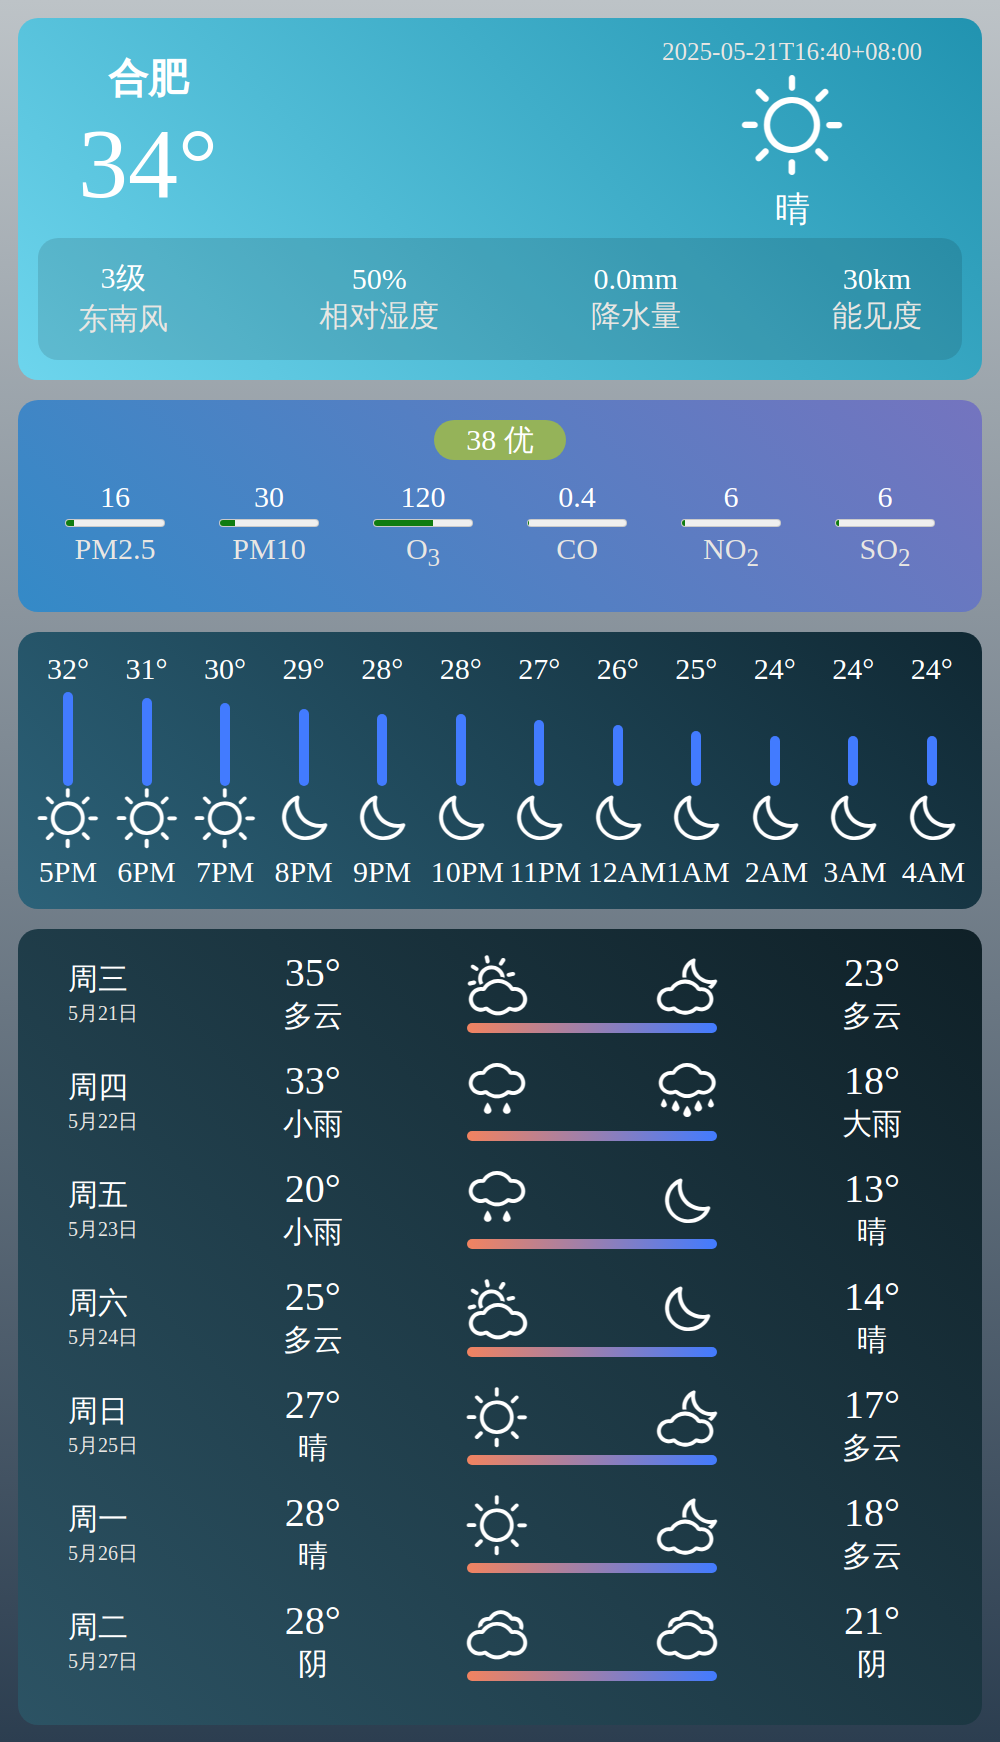 合肥
34°
2025-05-21T16:40+08:00
晴
3级 50% 0.0mm 30km
东南风 相对湿度 降水量 能见度
38 优
16 30 120 0.4 6 6
PM2.5 PM10 O3 CO NO2 SO2
32° 31° 30° 29° 28° 28° 27° 26° 25° 24° 24° 24°
5PM 6PM 7PM 8PM 9PM 10PM 11PM 12AM 1AM 2AM 3AM 4AM
周三 35° 23°
5月21日 多云 多云
周四 33° 18°
5月22日 小雨 大雨
周五 20° 13°
5月23日 小雨 晴
周六 25° 14°
5月24日 多云 晴
周日 27° 17°
5月25日 晴 多云
周一 28° 18°
5月26日 晴 多云
周二 28° 21°
5月27日 阴 阴